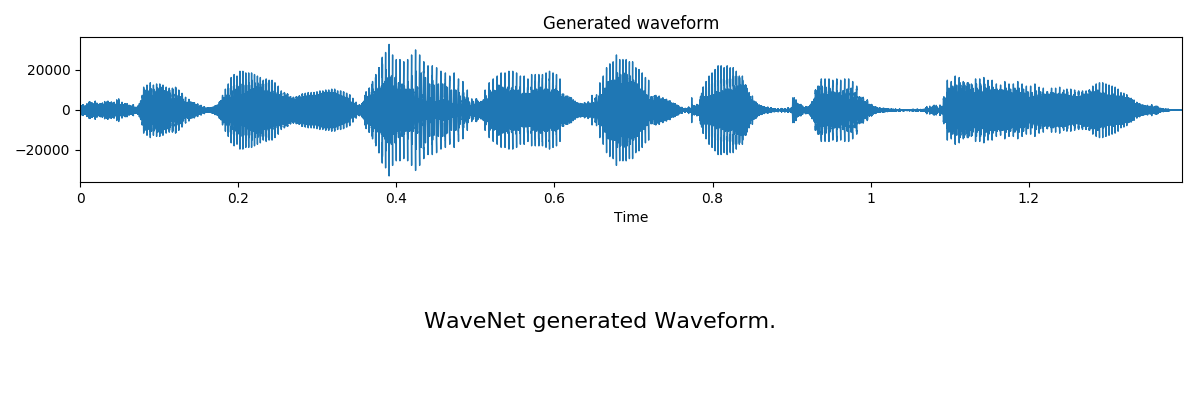 Generated waveform
20000
0
−20000
0 0.2 0.4 0.6 0.8 1 1.2
Time
WaveNet generated Waveform.